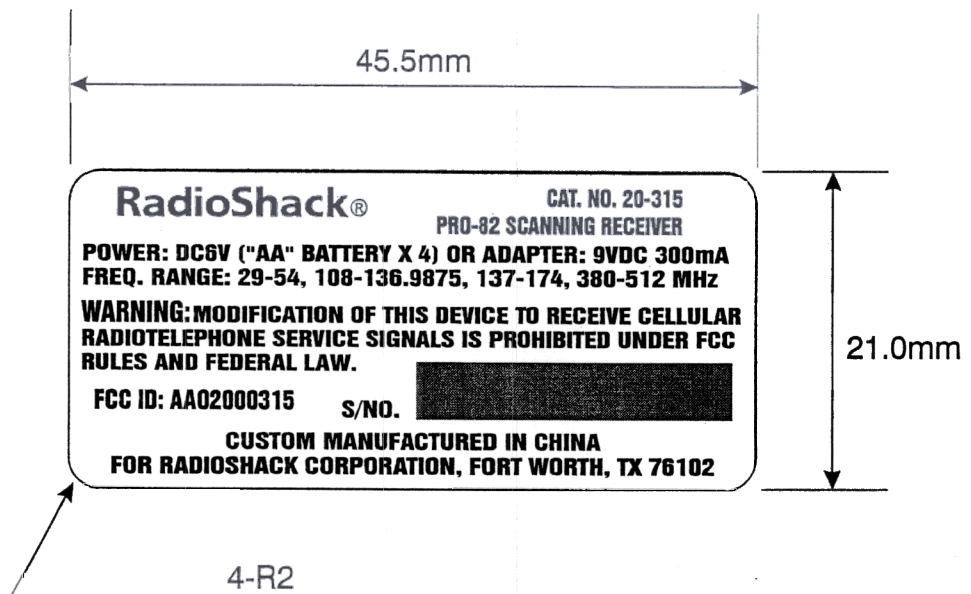 45.5mm
RadioShack®
CAT. NO. 20-315
PRO-82 SCANNING RECEIVER
POWER: DC6V ("AA" BATTERY X 4) OR ADAPTER: 9VDC 300mA
FREQ. RANGE: 29-54, 108-136.9875, 137-174, 380-512 MHz
WARNING: MODIFICATION OF THIS DEVICE TO RECEIVE CELLULAR
RADIOTELEPHONE SERVICE SIGNALS IS PROHIBITED UNDER FCC
RULES AND FEDERAL LAW.
21.0mm
FCC ID: AAO2000315 S/NO.
CUSTOM MANUFACTURED IN CHINA
FOR RADIOSHACK CORPORATION, FORT WORTH, TX 76102
4-R2